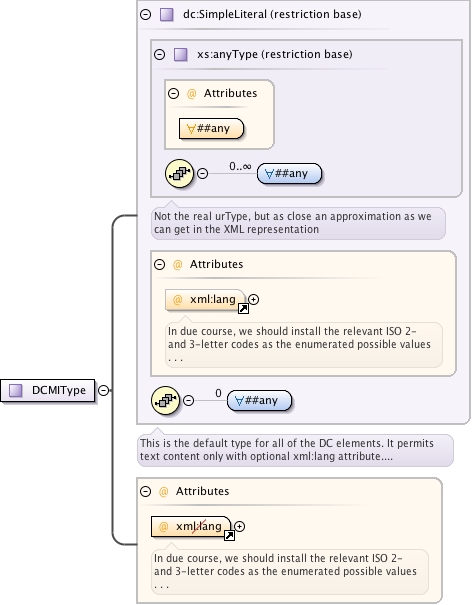 dc:SimpleLiteral (restriction base)
xs:anyType (restriction base)
@ Attributes
∀##any
0..∞
∀##any
Not the real urType, but as close an approximation as we
can get in the XML representation
@ Attributes
@ xml:lang
In due course, we should install the relevant ISO 2-
and 3-letter codes as the enumerated possible values
. . .
DCMIType
0
∀##any
This is the default type for all of the DC elements. It permits
text content only with optional xml:lang attribute....
@ Attributes
@ xml:lang
In due course, we should install the relevant ISO 2-
and 3-letter codes as the enumerated possible values
. . .